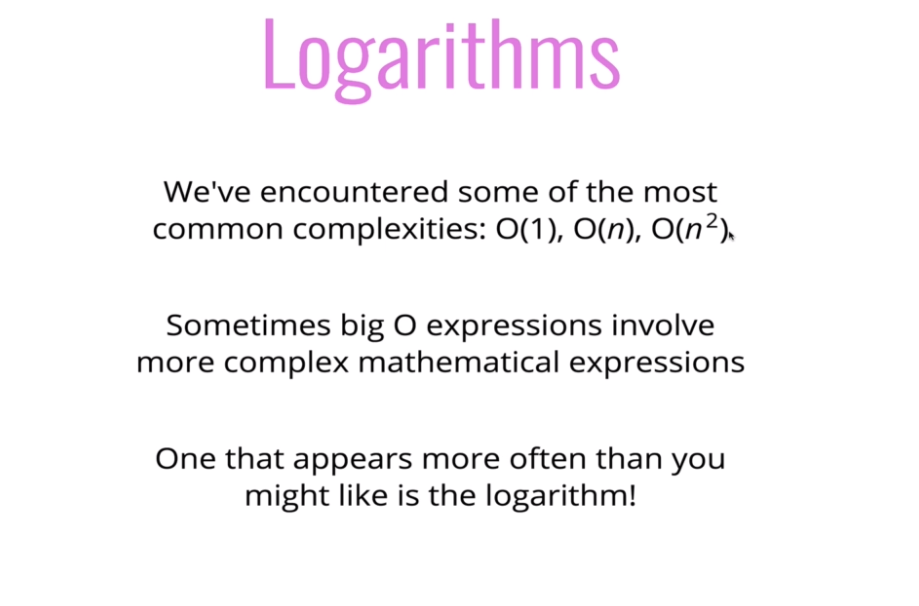 Logarithms
We've encountered some of the most
common complexities: O(1), O(n), O(n²)
Sometimes big O expressions involve
more complex mathematical expressions
One that appears more often than you
might like is the logarithm!